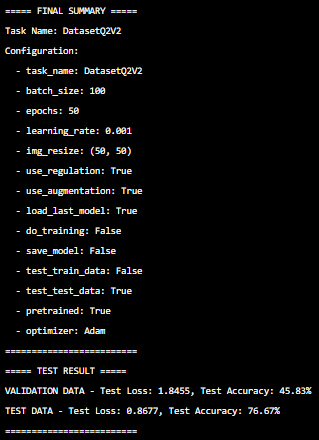 ===== FINAL SUMMARY =====
Task Name: DatasetQ2V2
Configuration:
- task_name: DatasetQ2V2
- batch_size: 100
- epochs: 50
- learning_rate: 0.001
- img_resize: (50, 50)
- use_regulation: True
- use_augmentation: True
- load_last_model: True
- do_training: False
- save_model: False
- test_train_data: False
- test_test_data: True
- pretrained: True
- optimizer: Adam
=========================
===== TEST RESULT =====
VALIDATION DATA - Test Loss: 1.8455, Test Accuracy: 45.83%
TEST DATA - Test Loss: 0.8677, Test Accuracy: 76.67%
=========================